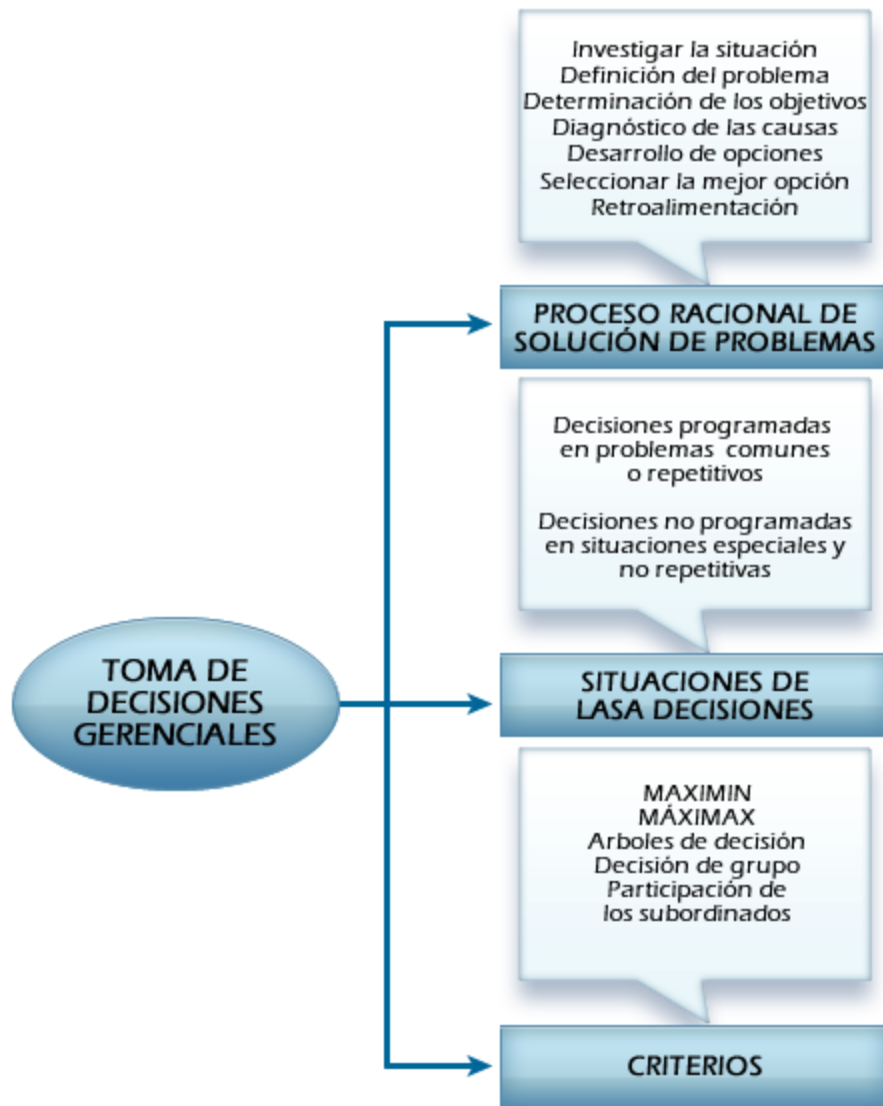 Investigar la situación
Definición del problema
Determinación de los objetivos
Diagnóstico de las causas
Desarrollo de opciones
Seleccionar la mejor opción
Retroalimentación
PROCESO RACIONAL DE
SOLUCIÓN DE PROBLEMAS
Decisiones programadas
en problemas comunes
o repetitivos
Decisiones no programadas
en situaciones especiales y
no repetitivas
TOMA DE
DECISIONES
GERENCIALES
SITUACIONES DE
LASA DECISIONES
MAXIMIN
MÁXIMAX
Arboles de decisión
Decisión de grupo
Participación de
los subordinados
CRITERIOS